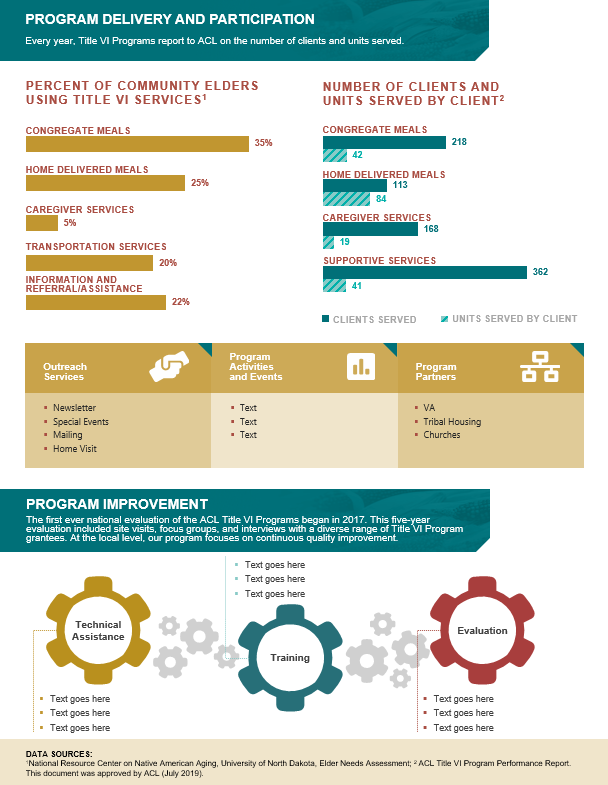 PROGRAM DELIVERY AND PARTICIPATION
Every year, Title VI Programs report to ACL on the number of clients and units served.
PERCENT OF COMMUNITY ELDERS
USING TITLE VI SERVICES¹
CONGREGATE MEALS
35%
HOME DELIVERED MEALS
25%
CAREGIVER SERVICES
5%
TRANSPORTATION SERVICES
20%
INFORMATION AND
REFERRAL/ASSISTANCE
22%
NUMBER OF CLIENTS AND
UNITS SERVED BY CLIENT²
CONGREGATE MEALS
218
42
HOME DELIVERED MEALS
113
84
CAREGIVER SERVICES
168
19
SUPPORTIVE SERVICES
362
41
CLIENTS SERVED
UNITS SERVED BY CLIENT
Outreach
Services
▪ Newsletter
▪ Special Events
▪ Mailing
▪ Home Visit
Program
Activities
and Events
▪ Text
▪ Text
▪ Text
Program
Partners
▪ VA
▪ Tribal Housing
▪ Churches
PROGRAM IMPROVEMENT
The first ever national evaluation of the ACL Title VI Programs began in 2017. This five-year
evaluation included site visits, focus groups, and interviews with a diverse range of Title VI Program
grantees. At the local level, our program focuses on continuous quality improvement.
Technical
Assistance
▪ Text goes here
▪ Text goes here
▪ Text goes here
▪ Text goes here
▪ Text goes here
▪ Text goes here
Training
Evaluation
▪ Text goes here
▪ Text goes here
▪ Text goes here
DATA SOURCES:
¹National Resource Center on Native American Aging, University of North Dakota, Elder Needs Assessment; ² ACL Title VI Program Performance Report.
This document was approved by ACL (July 2019).